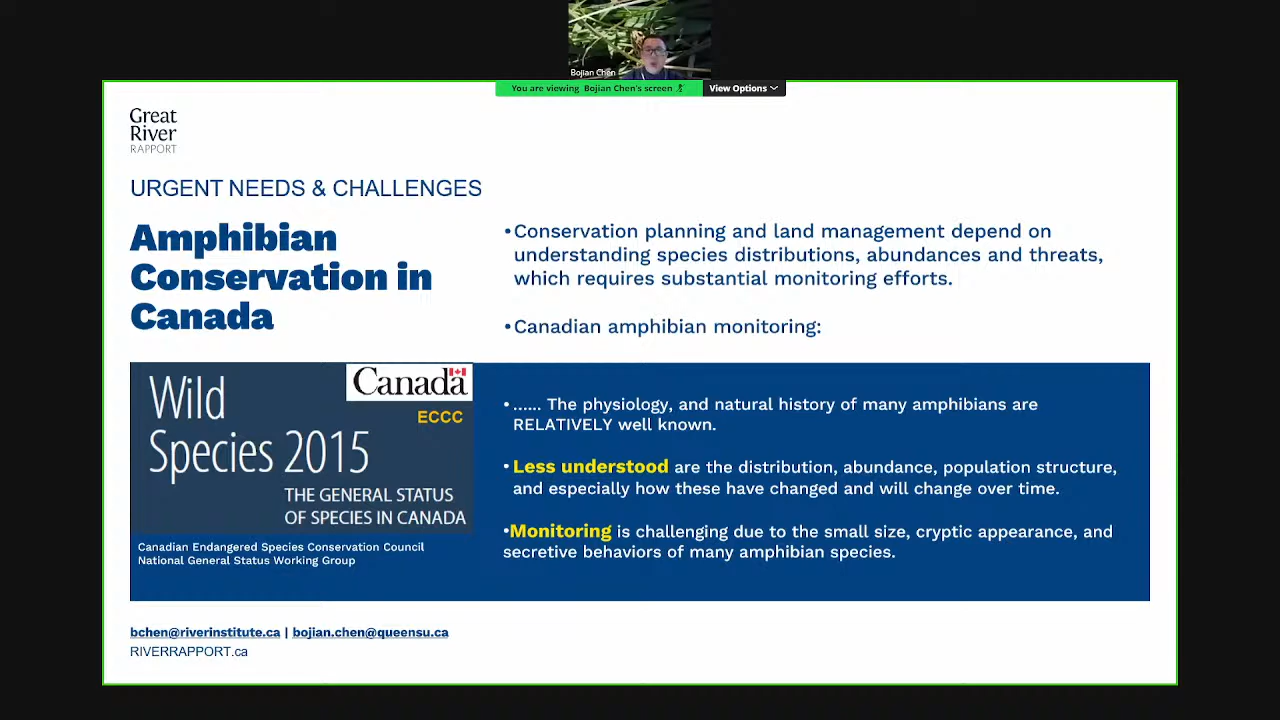 Bojian Chen
You are viewing Bojian Chen's screen
View Options
Great
River
RAPPORT
URGENT NEEDS & CHALLENGES
Amphibian
Conservation in
Canada
•Conservation planning and land management depend on
understanding species distributions, abundances and threats,
which requires substantial monitoring efforts.
•Canadian amphibian monitoring:
Wild
Species 2015
Canada
ECCC
THE GENERAL STATUS
OF SPECIES IN CANADA
Canadian Endangered Species Conservation Council
National General Status Working Group
•...... The physiology, and natural history of many amphibians are
RELATIVELY well known.
•Less understood are the distribution, abundance, population structure,
and especially how these have changed and will change over time.
•Monitoring is challenging due to the small size, cryptic appearance, and
secretive behaviors of many amphibian species.
bchen@riverinstitute.ca | bojian.chen@queensu.ca
RIVERRAPPORT.ca